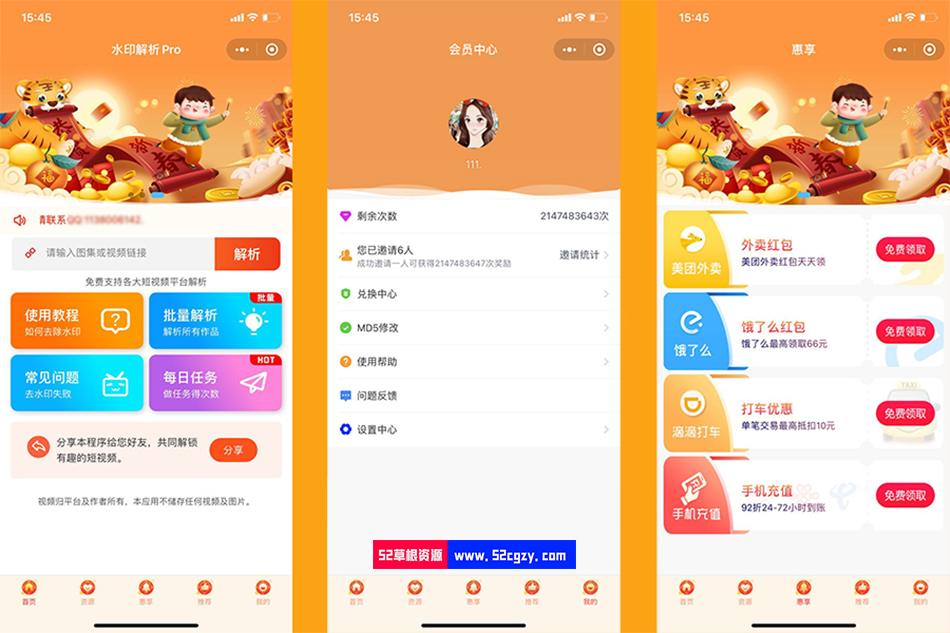 15:45
水印解析 Pro
福
春
青联系
请输入图集或视频链接
解析
免费支持各大短视频平台解析
使用教程
如何去除水印
批量
批量解析
解析所有作品
常见问题
去水印失败
HOT
每日任务
做任务得次数
分享本程序给您好友，共同解锁
有趣的短视频。
分享
视频归平台及作者所有，本应用不储存任何视频及图片。
首页
资源
惠享
推荐
我的
15:45
会员中心
111.
剩余次数
2147483643次
您已邀请6人
成功邀请一人可获得2147483647次奖励
邀请统计
兑换中心
MD5修改
使用帮助
问题反馈
设置中心
52草根资源
www.52cgzy.com
首页
资源
惠享
推荐
我的
15:45
惠享
福
春
美团外卖
外卖红包
美团外卖红包天天领
免费领取
饿了么
饿了么红包
饿了么最高领取66元
免费领取
滴滴打车
打车优惠
单笔交易最高抵扣10元
TAXI
免费领取
手机充值
手机充值
92折24-72小时到账
免费领取
首页
资源
惠享
推荐
我的